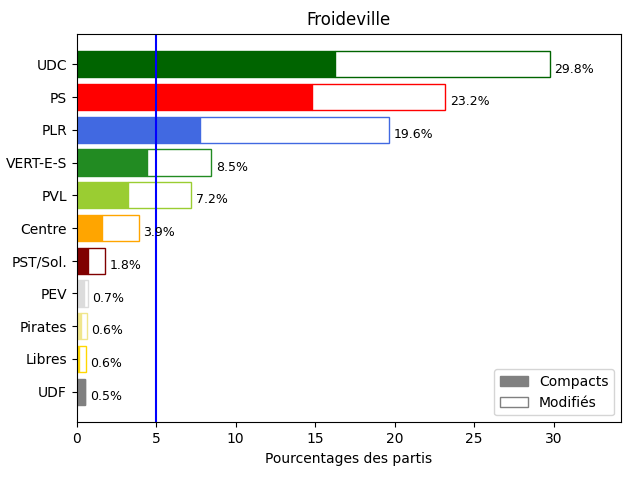 Froideville
UDC 29.8%
PS 23.2%
PLR 19.6%
VERT-E-S 8.5%
PVL 7.2%
Centre 3.9%
PST/Sol. 1.8%
PEV 0.7%
Pirates 0.6%
Libres 0.6%
UDF 0.5%
Compacts
Modifiés
0 5 10 15 20 25 30
Pourcentages des partis